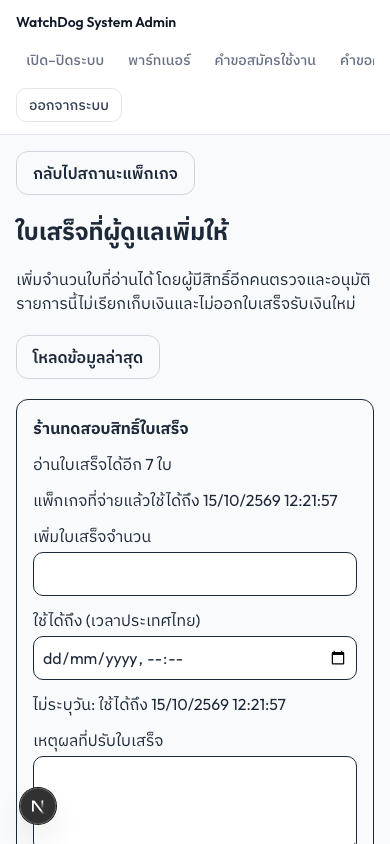 WatchDog System Admin
เปิด-ปิดระบบ พาร์ทเนอร์ คำขอสมัครใช้งาน
ออกจากระบบ
กลับไปสถานะแพ็กเกจ
ใบเสร็จที่ผู้ดูแลเพิ่มให้
เพิ่มจำนวนใบที่อ่านได้ โดยผู้มีสิทธิ์อีกคนตรวจและอนุมัติ
รายการนี้ไม่เรียกเก็บเงินและไม่ออกใบเสร็จรับเงินใหม่
โหลดข้อมูลล่าสุด
ร้านทดสอบสิทธิ์ใบเสร็จ
อ่านใบเสร็จได้อีก 7 ใบ
แพ็กเกจที่จ่ายแล้วใช้ได้ถึง 15/10/2569 12:21:57
เพิ่มใบเสร็จจำนวน
ใช้ได้ถึง (เวลาประเทศไทย)
dd/mm/yyyy, --:--
ไม่ระบุวัน: ใช้ได้ถึง 15/10/2569 12:21:57
เหตุผลที่ปรับใบเสร็จ
N